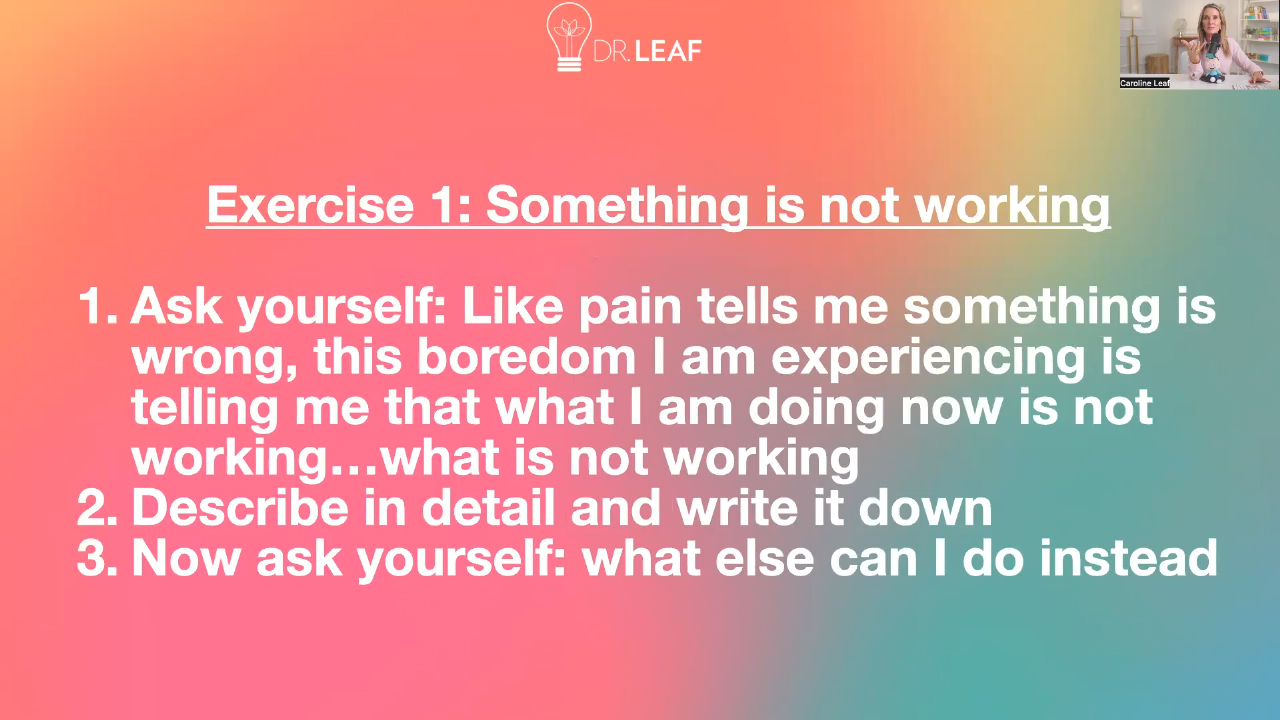 DR. LEAF
Caroline Leaf
Exercise 1: Something is not working
1. Ask yourself: Like pain tells me something is
wrong, this boredom I am experiencing is
telling me that what I am doing now is not
working...what is not working
2. Describe in detail and write it down
3. Now ask yourself: what else can I do instead